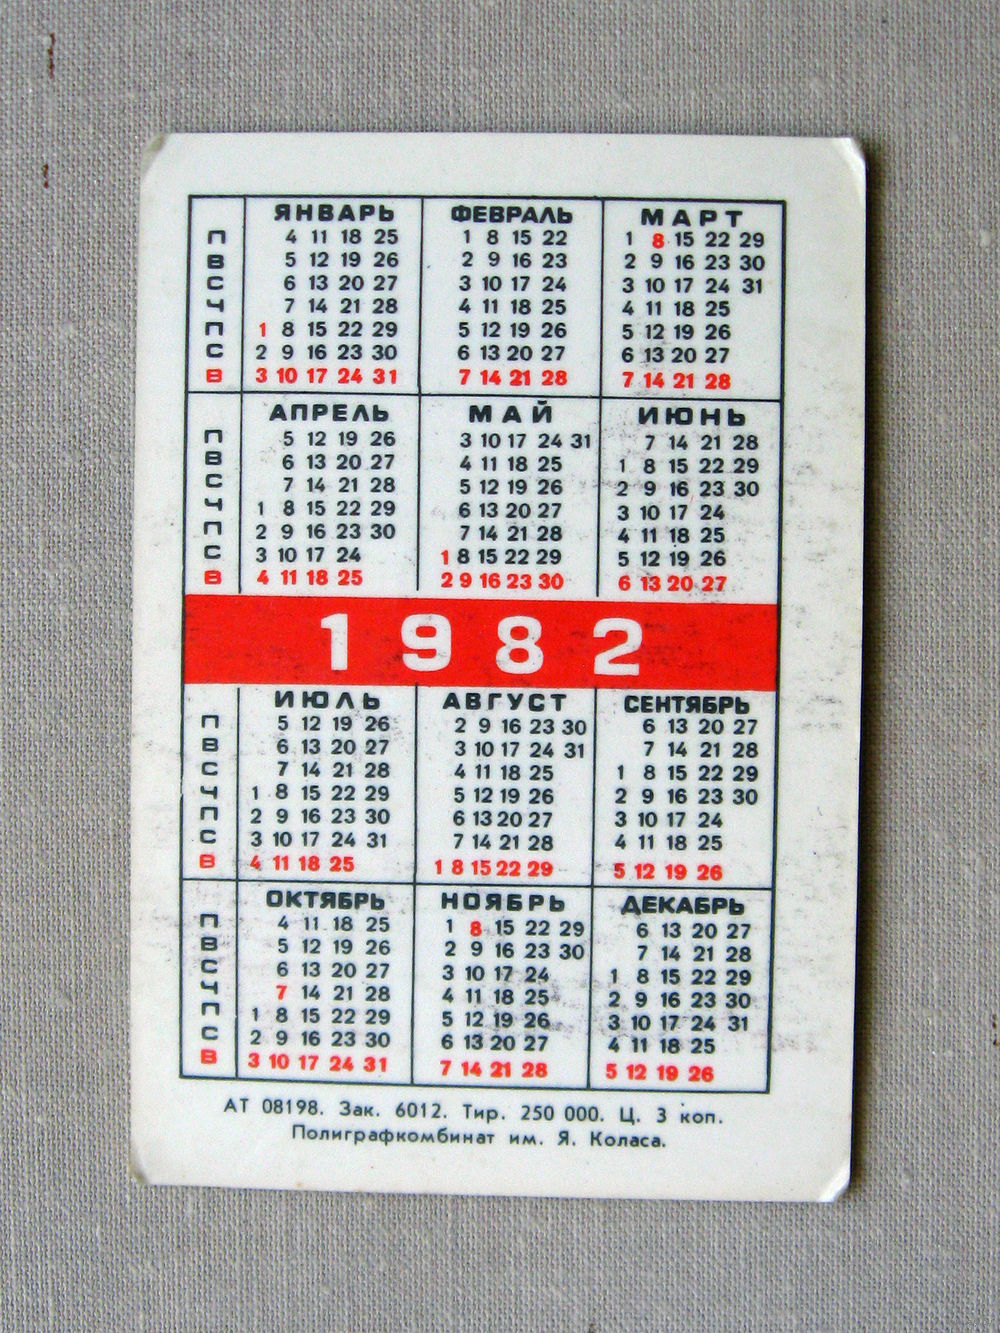 ЯНВАРЬ ФЕВРАЛЬ МАРТ
П 4 11 18 25 1 8 15 22 1 8 15 22 29
В 5 12 19 26 2 9 16 23 2 9 16 23 30
С 6 13 20 27 3 10 17 24 3 10 17 24 31
Ч 7 14 21 28 4 11 18 25 4 11 18 25
П 1 8 15 22 29 5 12 19 26 5 12 19 26
С 2 9 16 23 30 6 13 20 27 6 13 20 27
В 3 10 17 24 31 7 14 21 28 7 14 21 28
АПРЕЛЬ МАЙ ИЮНЬ
П 5 12 19 26 3 10 17 24 31 7 14 21 28
В 6 13 20 27 4 11 18 25 1 8 15 22 29
С 7 14 21 28 5 12 19 26 2 9 16 23 30
Ч 1 8 15 22 29 6 13 20 27 3 10 17 24
П 2 9 16 23 30 7 14 21 28 4 11 18 25
С 3 10 17 24 1 8 15 22 29 5 12 19 26
В 4 11 18 25 2 9 16 23 30 6 13 20 27
1982
ИЮЛЬ АВГУСТ СЕНТЯБРЬ
П 5 12 19 26 2 9 16 23 30 6 13 20 27
В 6 13 20 27 3 10 17 24 31 7 14 21 28
С 7 14 21 28 4 11 18 25 1 8 15 22 29
Ч 1 8 15 22 29 5 12 19 26 2 9 16 23 30
П 2 9 16 23 30 6 13 20 27 3 10 17 24
С 3 10 17 24 31 7 14 21 28 4 11 18 25
В 4 11 18 25 1 8 15 22 29 5 12 19 26
ОКТЯБРЬ НОЯБРЬ ДЕКАБРЬ
П 4 11 18 25 1 8 15 22 29 6 13 20 27
В 5 12 19 26 2 9 16 23 30 7 14 21 28
С 6 13 20 27 3 10 17 24 1 8 15 22 29
Ч 7 14 21 28 4 11 18 25 2 9 16 23 30
П 1 8 15 22 29 5 12 19 26 3 10 17 24 31
С 2 9 16 23 30 6 13 20 27 4 11 18 25
В 3 10 17 24 31 7 14 21 28 5 12 19 26
АТ 08198. Зак. 6012. Тир. 250 000. Ц. 3 коп.
Полиграфкомбинат им. Я. Коласа.